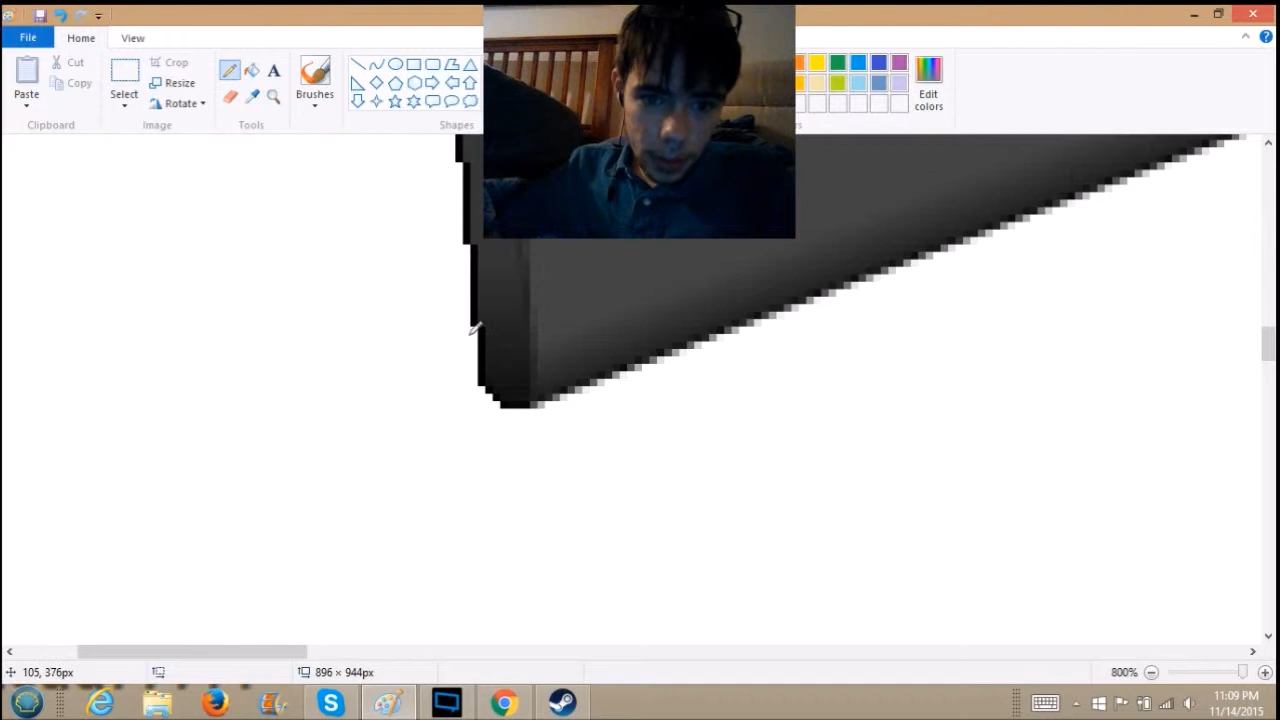 File Home View
Paste
Cut
Copy
Clipboard
Select
Crop
Resize
Rotate
Image
A
Tools
Brushes
Shapes
Edit
colors
105, 376px
896 × 944px
800%
11:09 PM
11/14/2015